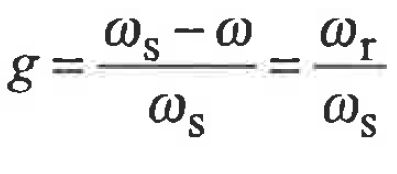 g = (ωs − ω)/ωs = ωr/ωs